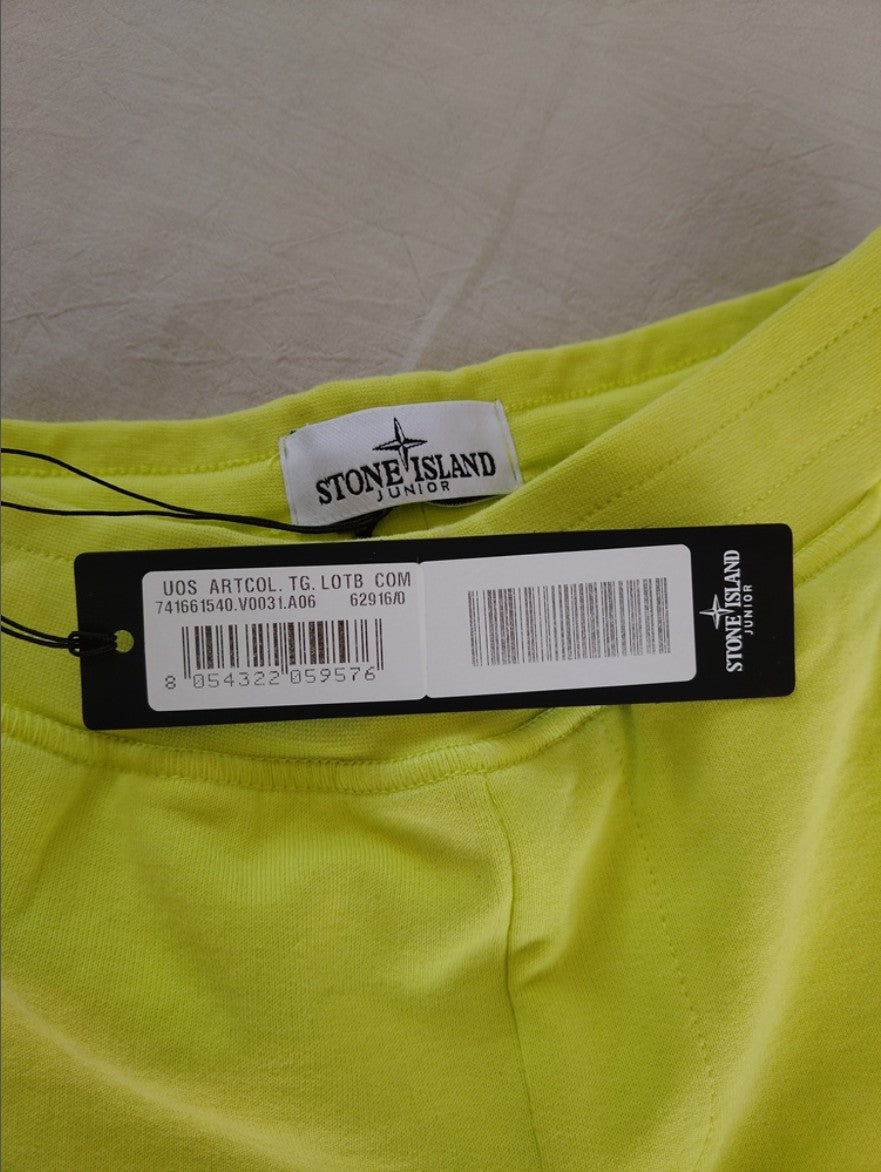 STONE ISLAND
JUNIOR
UOS ARTCOL. TG. LOTB COM
741661540.V0031.A06 62916/0
8 054322 059576
STONE ISLAND
JUNIOR